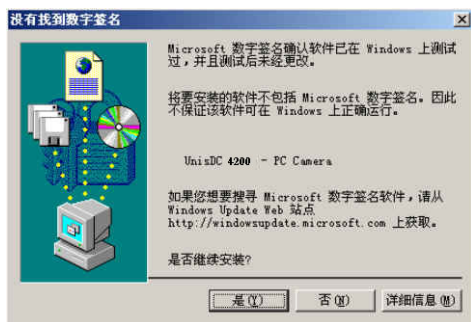 没有找到数字签名
Microsoft 数字签名确认软件已在 Windows 上测试
过，并且测试后未经更改。
将要安装的软件不包括 Microsoft 数字签名。因此
不保证该软件可在 Windows 上正确运行。
UnisDC 4200 - PC Camera
如果您想要搜寻 Microsoft 数字签名软件，请从
Windows Update Web 站点
http://windowsupdate.microsoft.com 上获取。
是否继续安装?
是(Y) 否(N) 详细信息(M)